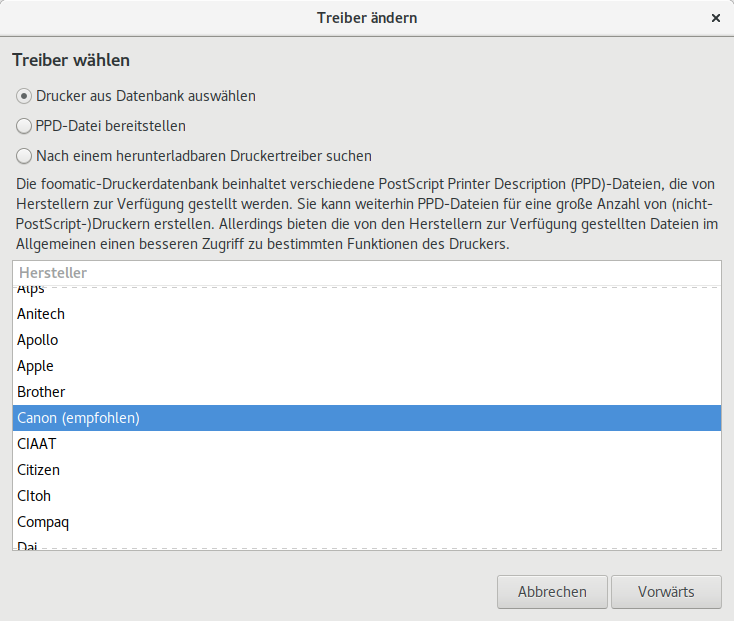 Treiber ändern
Treiber wählen
Drucker aus Datenbank auswählen
PPD-Datei bereitstellen
Nach einem herunterladbaren Druckertreiber suchen
Die foomatic-Druckerdatenbank beinhaltet verschiedene PostScript Printer Description (PPD)-Dateien, die von
Herstellern zur Verfügung gestellt werden. Sie kann weiterhin PPD-Dateien für eine große Anzahl von (nicht-
PostScript-)Druckern erstellen. Allerdings bieten die von den Herstellern zur Verfügung gestellten Dateien im
Allgemeinen einen besseren Zugriff zu bestimmten Funktionen des Druckers.
Hersteller
Alps
Anitech
Apollo
Apple
Brother
Canon (empfohlen)
CIAAT
Citizen
CItoh
Compaq
Dai
Abbrechen
Vorwärts